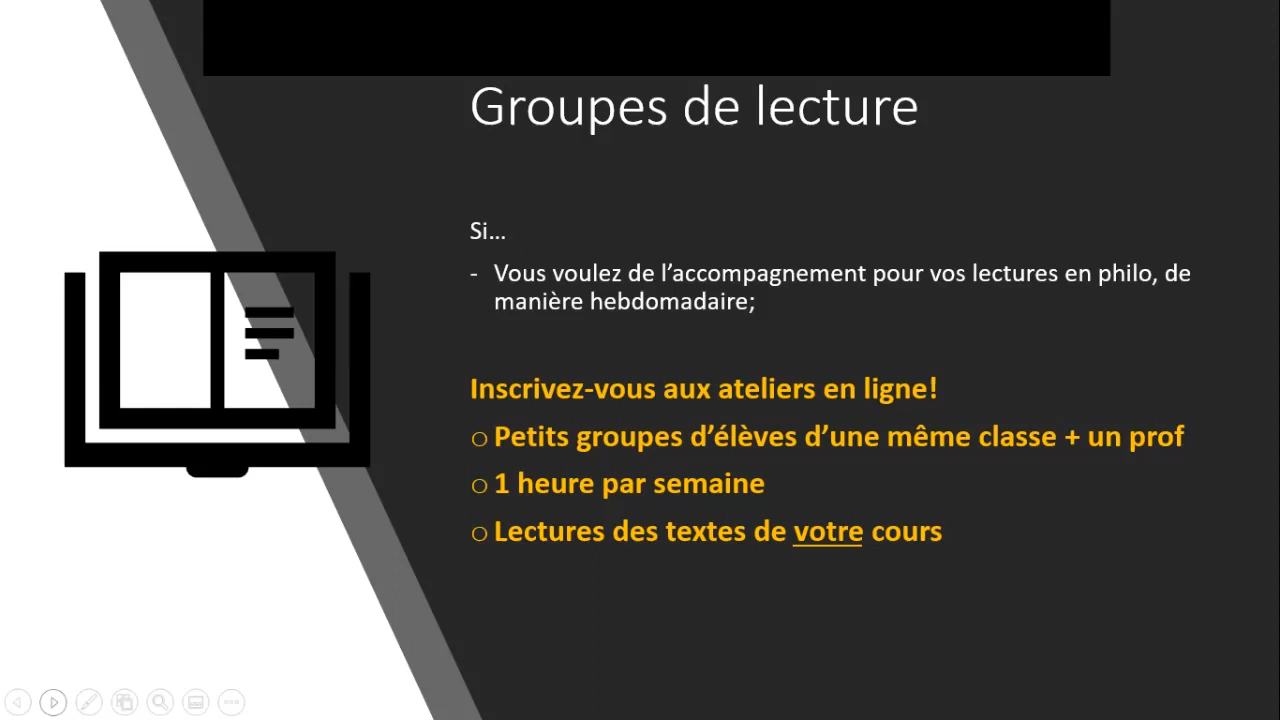 Groupes de lecture
Si…
- Vous voulez de l’accompagnement pour vos lectures en philo, de
manière hebdomadaire;
Inscrivez-vous aux ateliers en ligne!
o Petits groupes d’élèves d’une même classe + un prof
o 1 heure par semaine
o Lectures des textes de votre cours